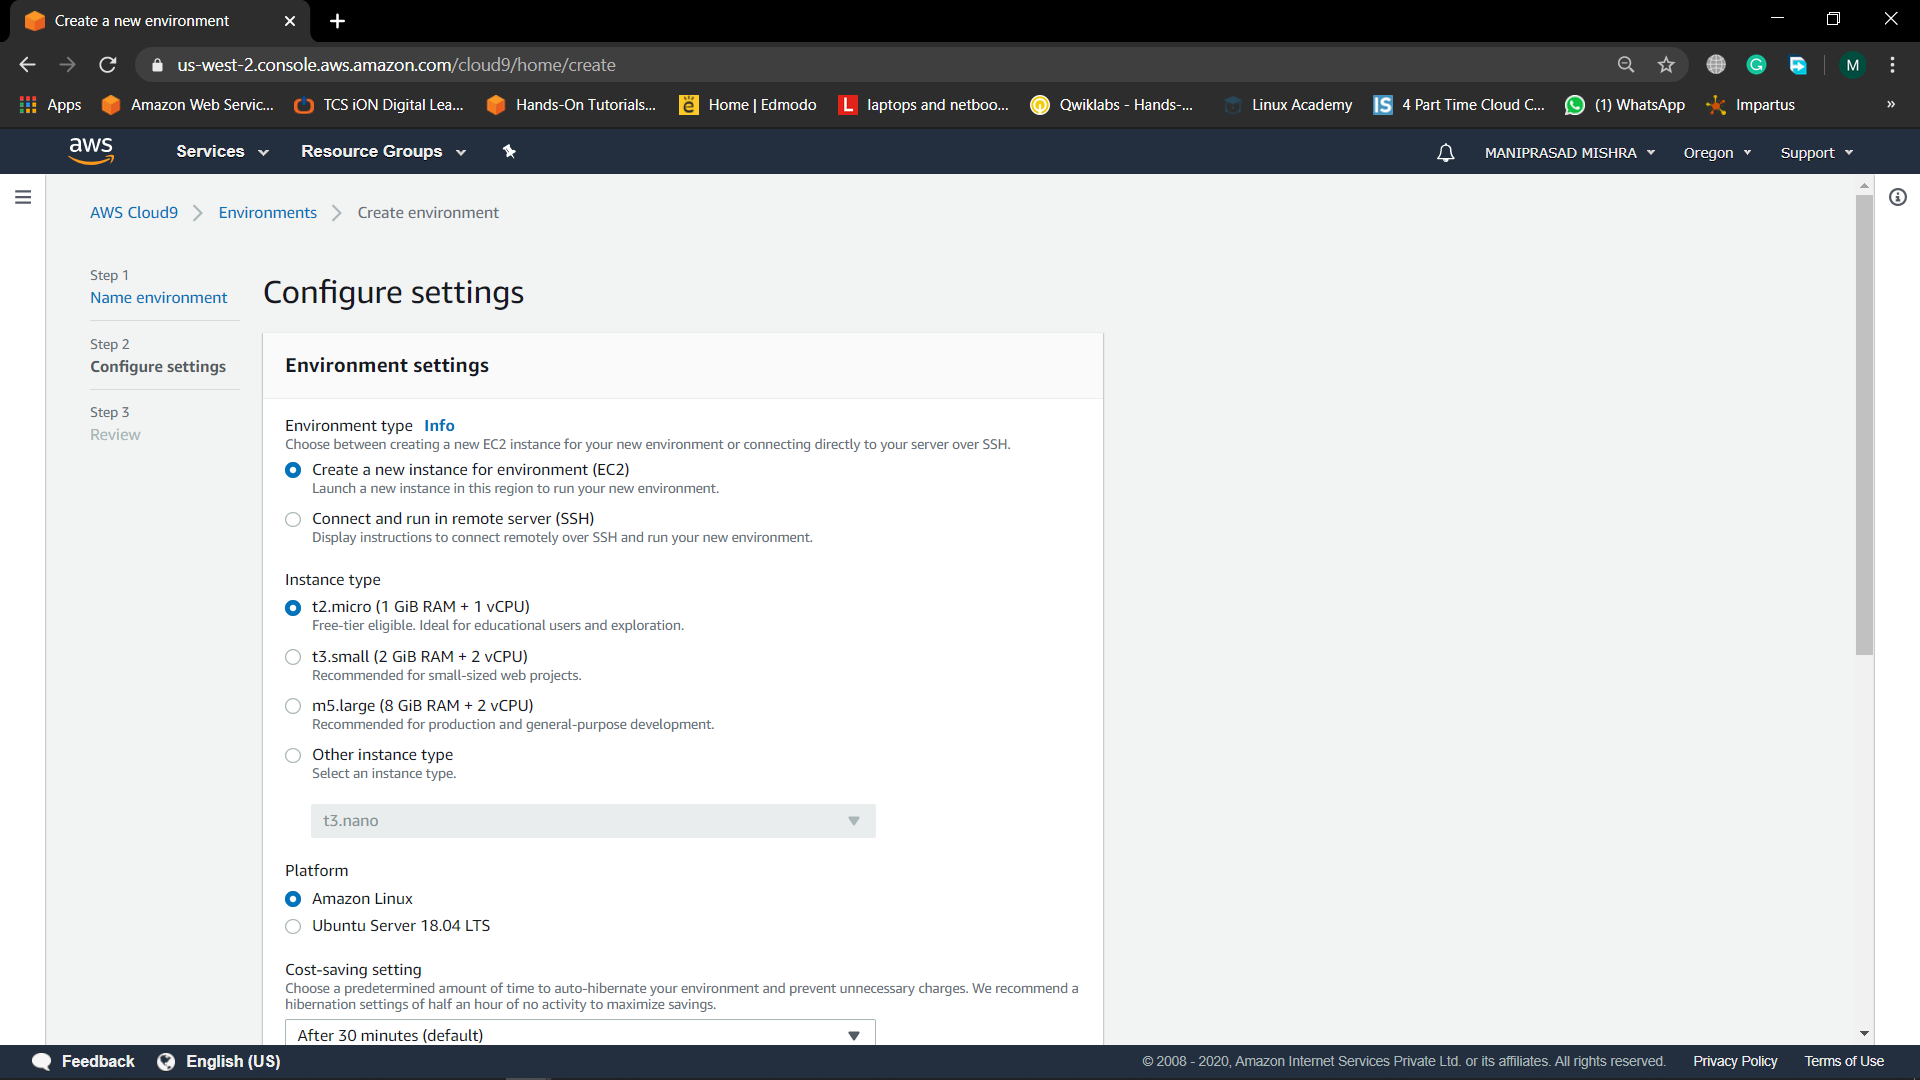 Create a new environment
us-west-2.console.aws.amazon.com/cloud9/home/create
M
Apps
Amazon Web Servic...
TCS iON Digital Lea...
Hands-On Tutorials...
Home | Edmodo
laptops and netboo...
Qwiklabs - Hands-...
Linux Academy
4 Part Time Cloud C...
(1) WhatsApp
Impartus
»
aws
Services
Resource Groups
MANIPRASAD MISHRA
Oregon
Support
AWS Cloud9
Environments
Create environment
Step 1
Name environment
Step 2
Configure settings
Step 3
Review
Configure settings
Environment settings
Environment type Info
Choose between creating a new EC2 instance for your new environment or connecting directly to your server over SSH.
Create a new instance for environment (EC2)
Launch a new instance in this region to run your new environment.
Connect and run in remote server (SSH)
Display instructions to connect remotely over SSH and run your new environment.
Instance type
t2.micro (1 GiB RAM + 1 vCPU)
Free-tier eligible. Ideal for educational users and exploration.
t3.small (2 GiB RAM + 2 vCPU)
Recommended for small-sized web projects.
m5.large (8 GiB RAM + 2 vCPU)
Recommended for production and general-purpose development.
Other instance type
Select an instance type.
t3.nano
Platform
Amazon Linux
Ubuntu Server 18.04 LTS
Cost-saving setting
Choose a predetermined amount of time to auto-hibernate your environment and prevent unnecessary charges. We recommend a
hibernation settings of half an hour of no activity to maximize savings.
After 30 minutes (default)
Feedback
English (US)
© 2008 - 2020, Amazon Internet Services Private Ltd. or its affiliates. All rights reserved.
Privacy Policy
Terms of Use